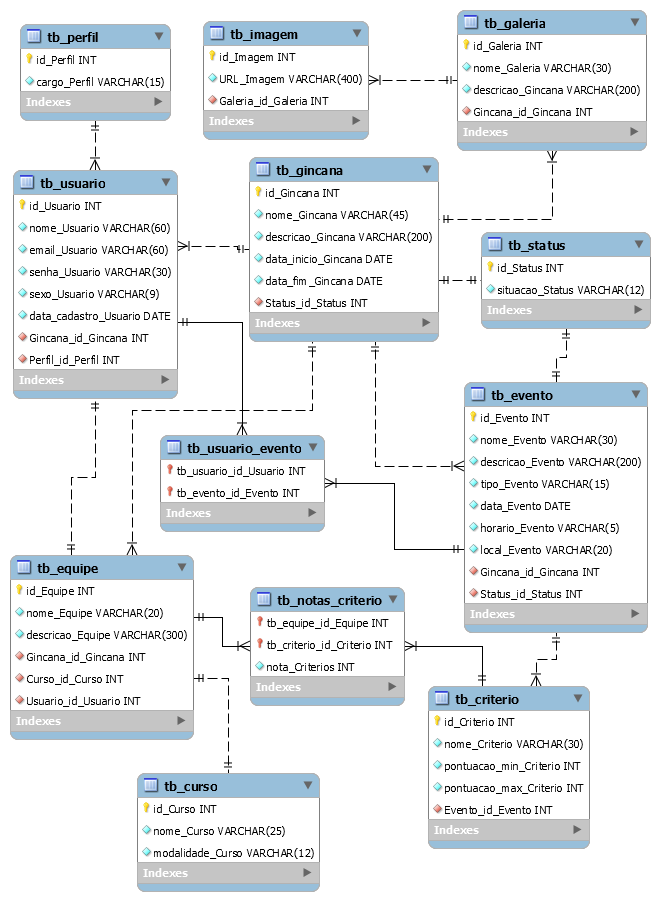 tb_perfil
id_Perfil INT
cargo_Perfil VARCHAR(15)
Indexes
tb_imagem
id_Imagem INT
URL_Imagem VARCHAR(400)
Galeria_id_Galeria INT
Indexes
tb_galeria
id_Galeria INT
nome_Galeria VARCHAR(30)
descricao_Gincana VARCHAR(200)
Gincana_id_Gincana INT
Indexes
tb_usuario
id_Usuario INT
nome_Usuario VARCHAR(60)
email_Usuario VARCHAR(60)
senha_Usuario VARCHAR(30)
sexo_Usuario VARCHAR(9)
data_cadastro_Usuario DATE
Gincana_id_Gincana INT
Perfil_id_Perfil INT
Indexes
tb_gincana
id_Gincana INT
nome_Gincana VARCHAR(45)
descricao_Gincana VARCHAR(200)
data_inicio_Gincana DATE
data_fim_Gincana DATE
Status_id_Status INT
Indexes
tb_status
id_Status INT
situacao_Status VARCHAR(12)
Indexes
tb_usuario_evento
tb_usuario_id_Usuario INT
tb_evento_id_Evento INT
Indexes
tb_evento
id_Evento INT
nome_Evento VARCHAR(30)
descricao_Evento VARCHAR(200)
tipo_Evento VARCHAR(15)
data_Evento DATE
horario_Evento VARCHAR(5)
local_Evento VARCHAR(20)
Gincana_id_Gincana INT
Status_id_Status INT
Indexes
tb_equipe
id_Equipe INT
nome_Equipe VARCHAR(20)
descricao_Equipe VARCHAR(300)
Gincana_id_Gincana INT
Curso_id_Curso INT
Usuario_id_Usuario INT
Indexes
tb_notas_criterio
tb_equipe_id_Equipe INT
tb_criterio_id_Criterio INT
nota_Criterios INT
Indexes
tb_criterio
id_Criterio INT
nome_Criterio VARCHAR(30)
pontuacao_min_Criterio INT
pontuacao_max_Criterio INT
Evento_id_Evento INT
Indexes
tb_curso
id_Curso INT
nome_Curso VARCHAR(25)
modalidade_Curso VARCHAR(12)
Indexes